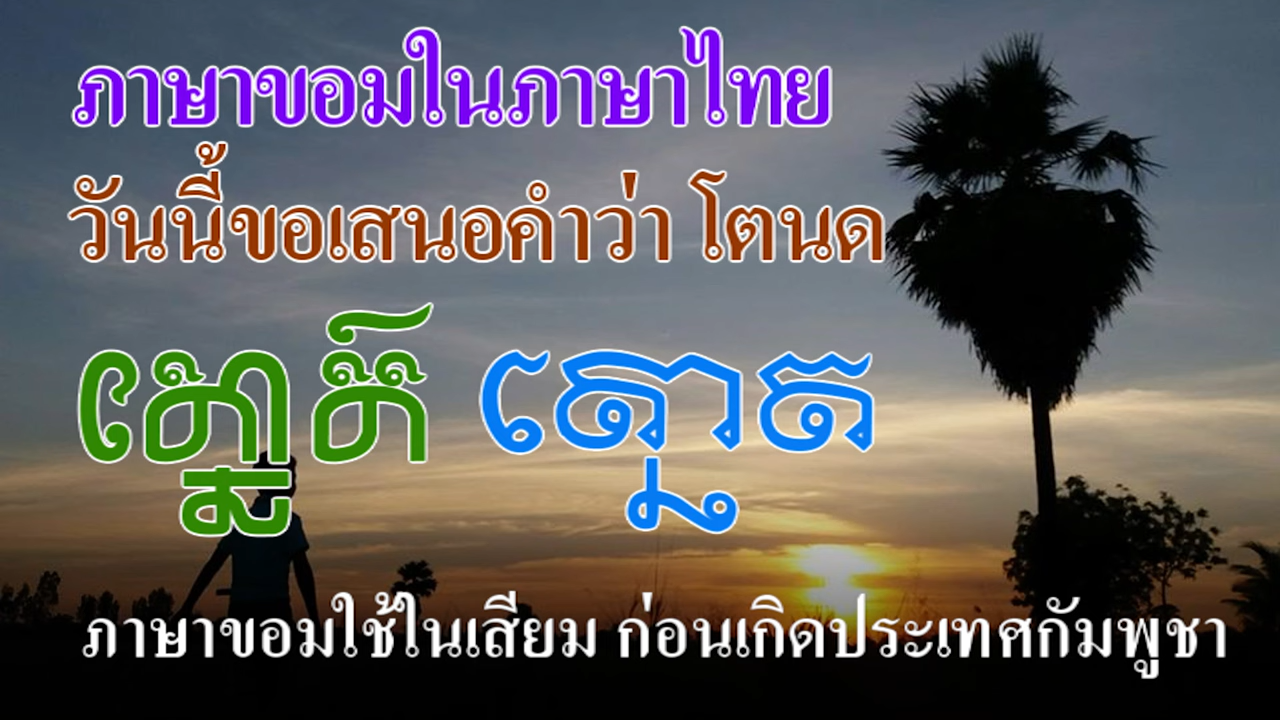 ภาษาขอมในภาษาไทย
วันนี้ขอเสนอคำว่า โตนด
ត្នោត
ภาษาขอมใช้ในเสียม ก่อนเกิดประเทศกัมพูชา